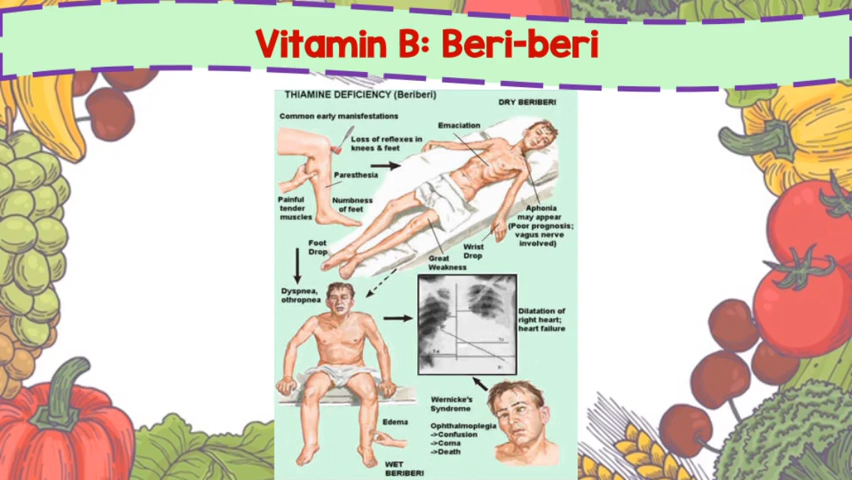 Vitamin B: Beri-beri
THIAMINE DEFICIENCY (Beriberi)
DRY BERIBERI
Common early manisfestations
Emaciation
Loss of reflexes in
knees & feet
Paresthesia
Painful
tender
muscles
Numbness
of feet
Aphonia
may appear
(Poor prognosis;
vagus nerve
involved)
Foot
Drop
Wrist
Drop
Great
Weakness
Dyspnea,
othropnea
Dilatation of
right heart;
heart failure
Wernicke's
Syndrome
Ophthalmoplegia
->Confusion
->Coma
->Death
Edema
WET
BERIBERI